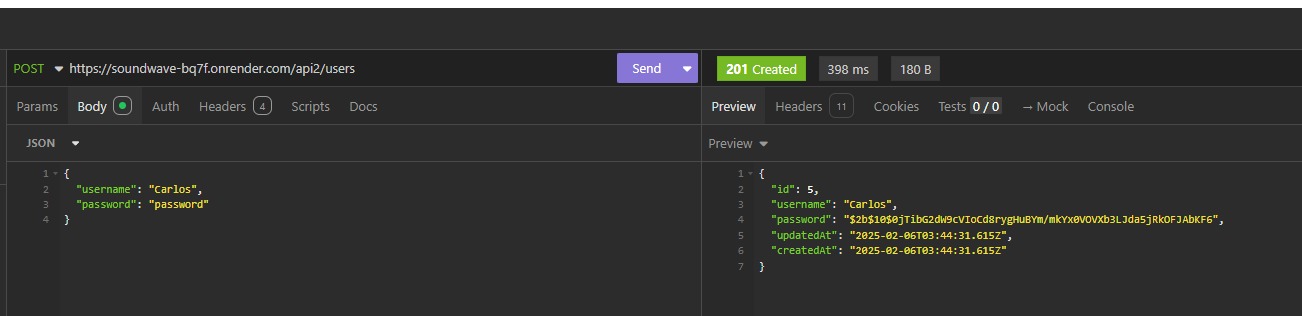 POST https://soundwave-bq7f.onrender.com/api2/users Send
201 Created 398 ms 180 B
Params Body Auth Headers 4 Scripts Docs
Preview Headers 11 Cookies Tests 0 / 0 → Mock Console
JSON
Preview
1 {
2 "username": "Carlos",
3 "password": "password"
4 }
1 {
2 "id": 5,
3 "username": "Carlos",
4 "password": "$2b$10$0jTibG2dW9cVIoCd8rygHuBYm/mkYx0VOVXb3LJda5jRkOFJAbKF6",
5 "updatedAt": "2025-02-06T03:44:31.615Z",
6 "createdAt": "2025-02-06T03:44:31.615Z"
7 }